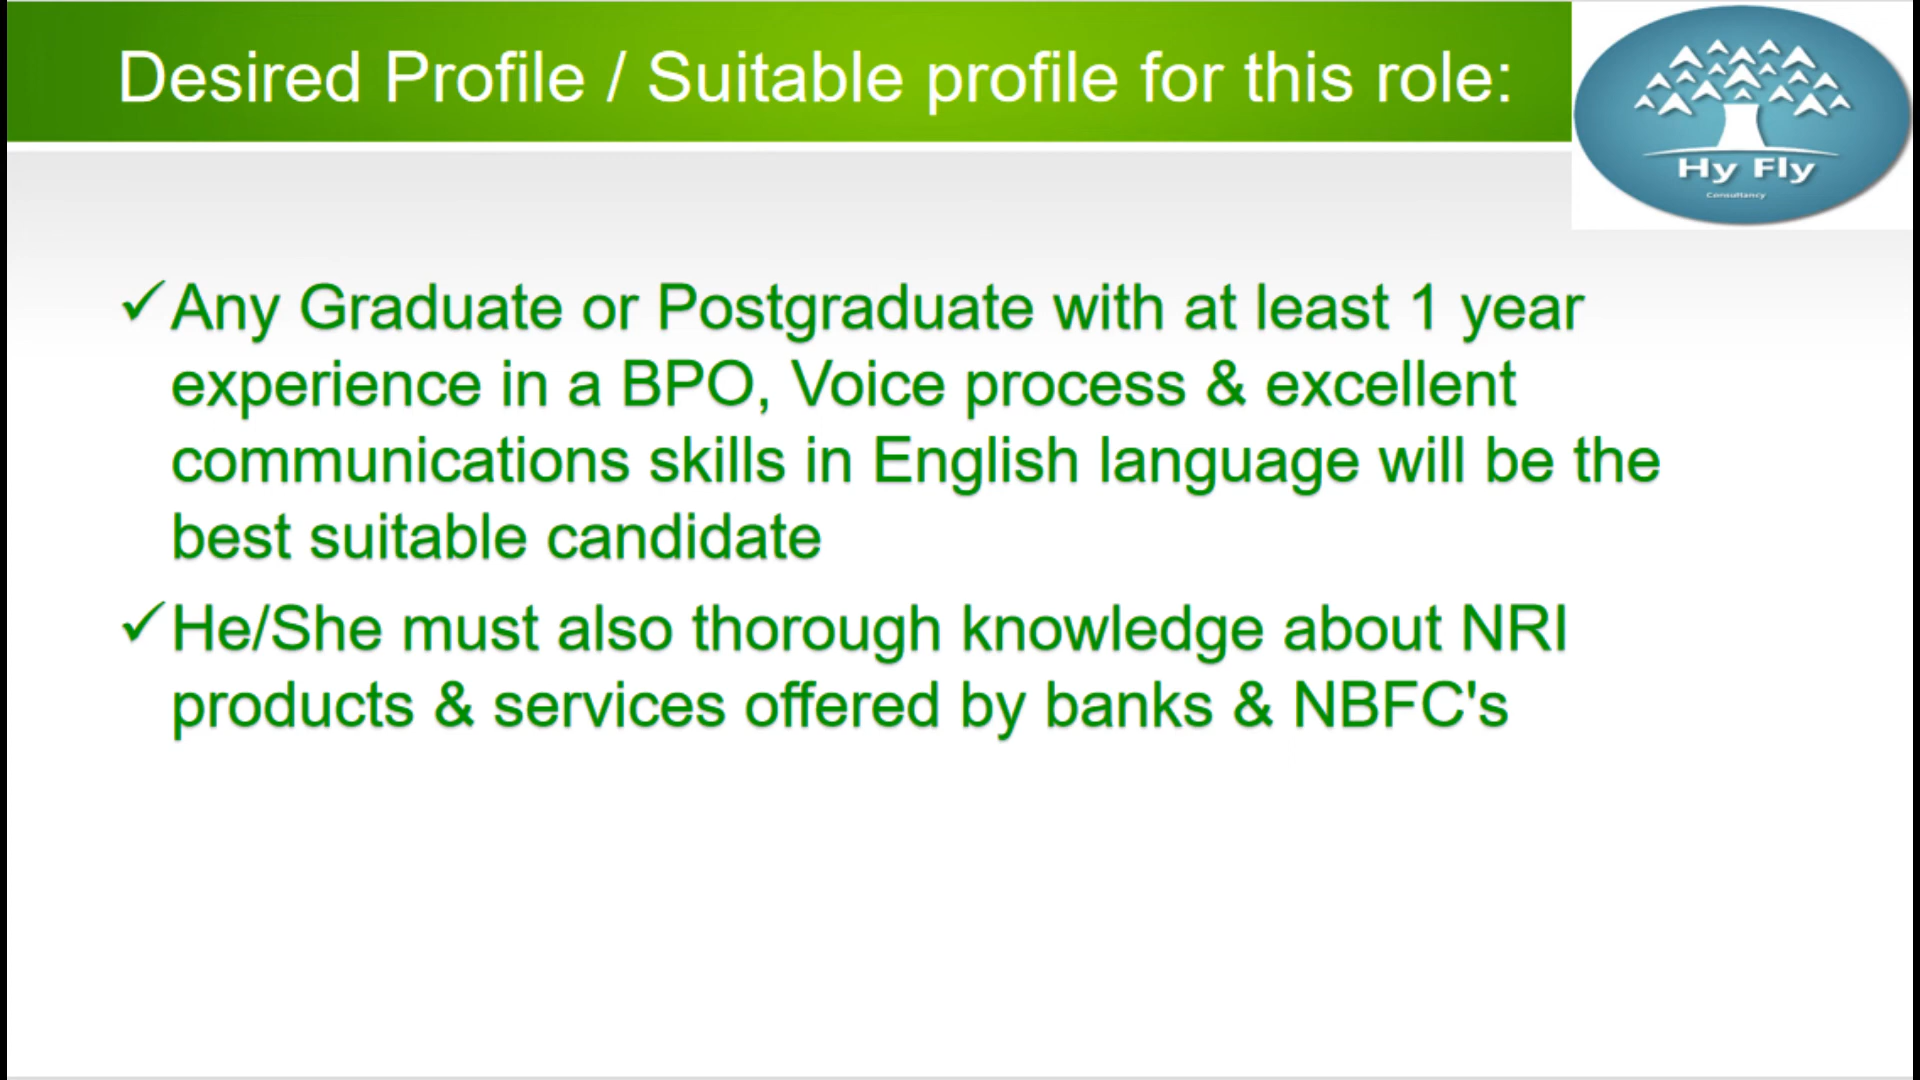 Desired Profile / Suitable profile for this role:
Hy Fly
Consultancy
✓Any Graduate or Postgraduate with at least 1 year
experience in a BPO, Voice process & excellent
communications skills in English language will be the
best suitable candidate
✓He/She must also thorough knowledge about NRI
products & services offered by banks & NBFC's